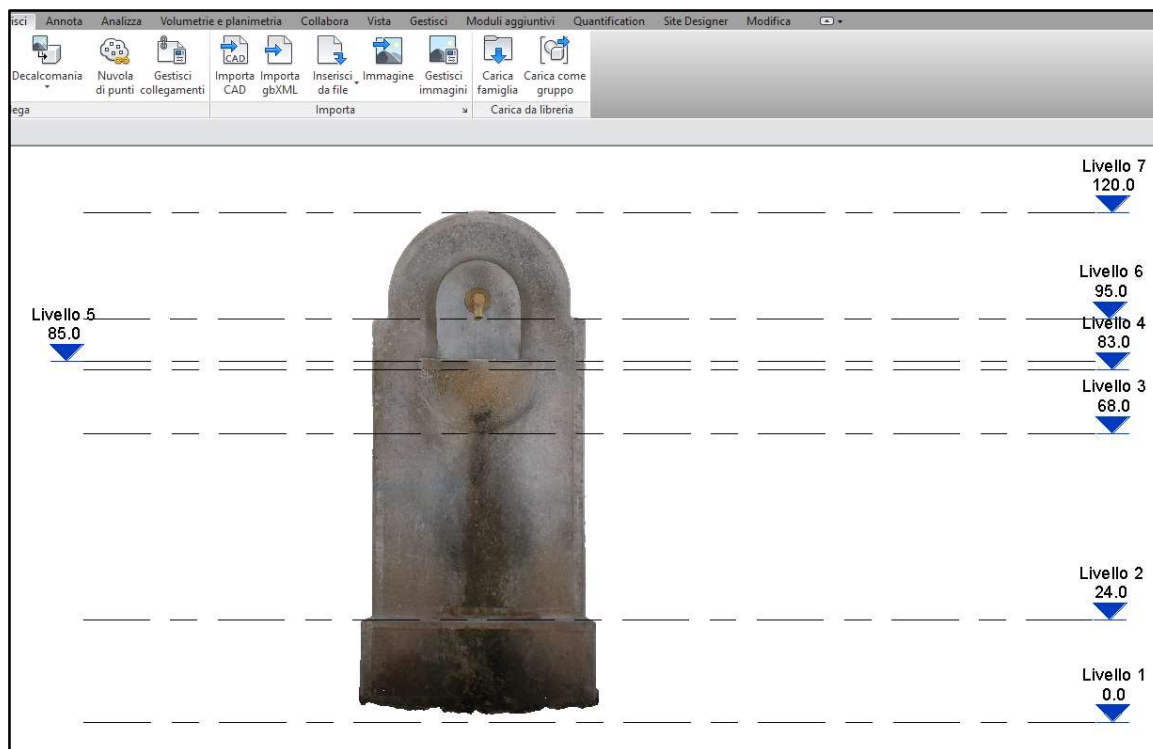 isci Annota Analizza Volumetrie e planimetria Collabora Vista Gestisci Moduli aggiuntivi Quantification Site Designer Modifica
Decalcomania Nuvola Gestisci Importa Importa Inserisci Immagine Gestisci Carica Carica come
di punti collegamenti CAD gbXML da file immagini famiglia gruppo
lega Importa Carica da libreria
CAD
Livello 7
120.0
Livello 6
95.0
Livello 5
85.0
Livello 4
83.0
Livello 3
68.0
Livello 2
24.0
Livello 1
0.0